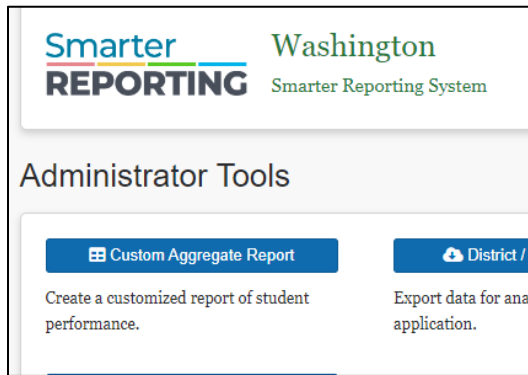 Smarter
REPORTING
Washington
Smarter Reporting System
Administrator Tools
Custom Aggregate Report
Create a customized report of student
performance.
District /
Export data for
application.